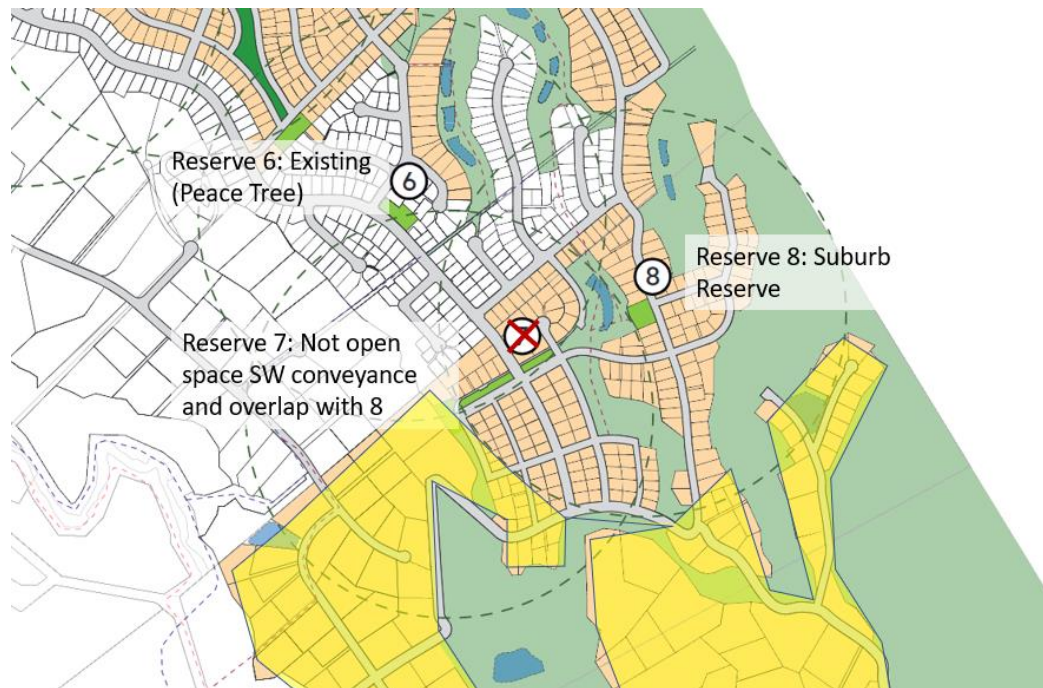 Reserve 6: Existing
(Peace Tree)
6
Reserve 8: Suburb
Reserve
8
Reserve 7: Not open
space SW conveyance
and overlap with 8